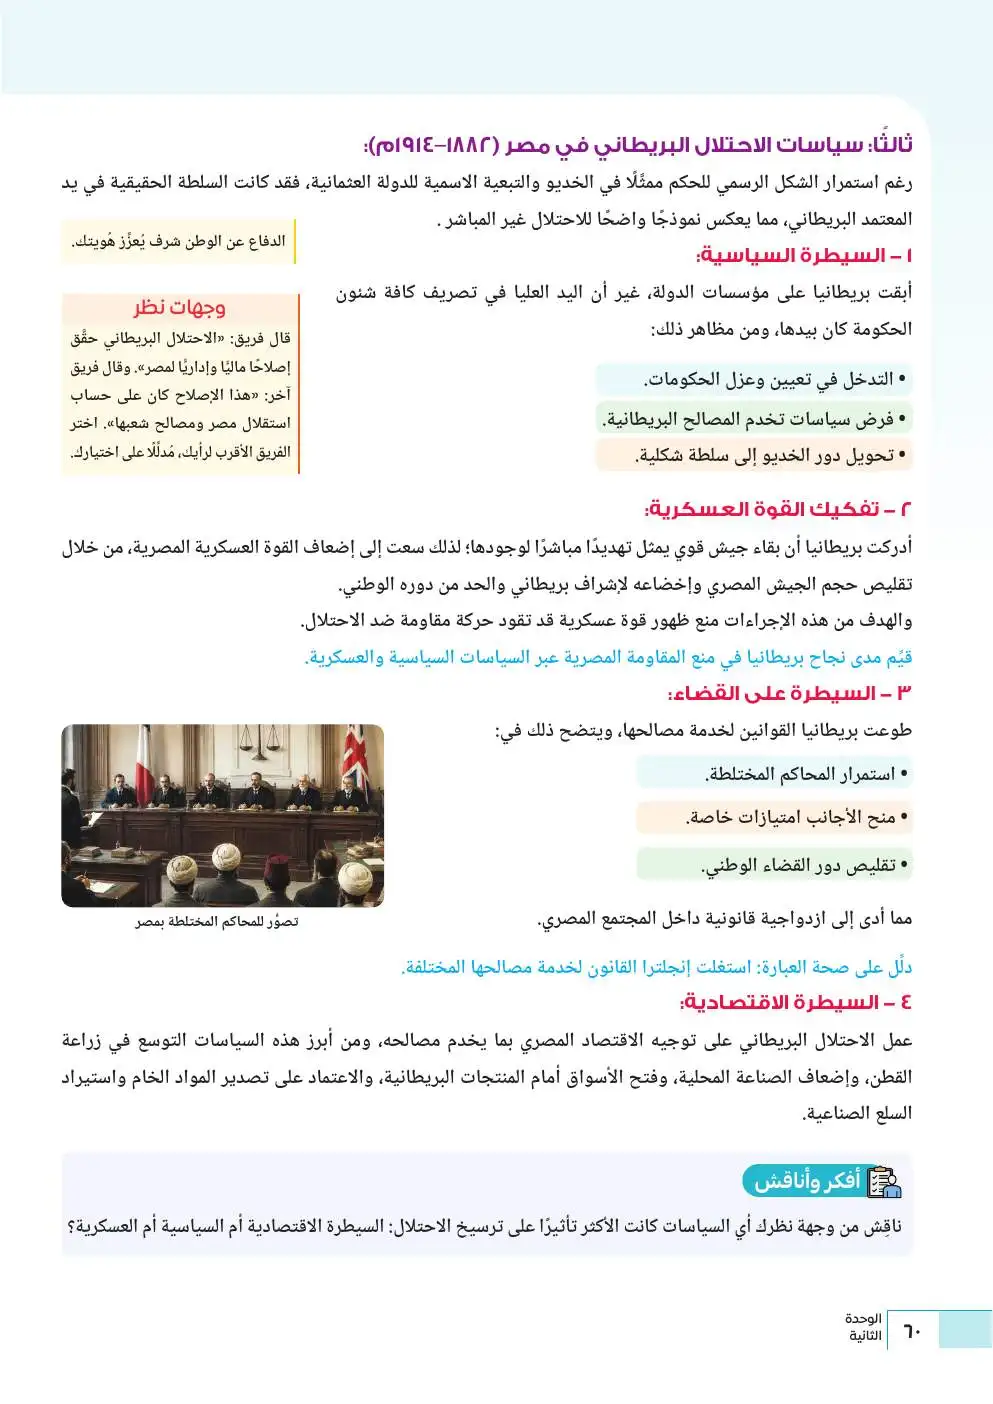 ثالثًا: سياسات الاحتلال البريطاني في مصر (١٨٨٢–١٩١٤م):
رغم استمرار الشكل الرسمي للحكم ممثَّلًا في الخديو والتبعية الاسمية للدولة العثمانية، فقد كانت السلطة الحقيقية في يد
المعتمد البريطاني، مما يعكس نموذجًا واضحًا للاحتلال غير المباشر .
الدفاع عن الوطن شرف يُعزِّز هُويتك.
١ – السيطرة السياسية:
أبقت بريطانيا على مؤسسات الدولة، غير أن اليد العليا في تصريف كافة شئون
الحكومة كان بيدها، ومن مظاهر ذلك:
• التدخل في تعيين وعزل الحكومات.
• فرض سياسات تخدم المصالح البريطانية.
• تحويل دور الخديو إلى سلطة شكلية.
وجهات نظر
قال فريق: «الاحتلال البريطاني حقَّق
إصلاحًا ماليًّا وإداريًّا لمصر». وقال فريق
آخر: «هذا الإصلاح كان على حساب
استقلال مصر ومصالح شعبها». اختر
الفريق الأقرب لرأيك، مُدلِّلًا على اختيارك.
٢ – تفكيك القوة العسكرية:
أدركت بريطانيا أن بقاء جيش قوي يمثل تهديدًا مباشرًا لوجودها؛ لذلك سعت إلى إضعاف القوة العسكرية المصرية، من خلال
تقليص حجم الجيش المصري وإخضاعه لإشراف بريطاني والحد من دوره الوطني.
والهدف من هذه الإجراءات منع ظهور قوة عسكرية قد تقود حركة مقاومة ضد الاحتلال.
قيِّم مدى نجاح بريطانيا في منع المقاومة المصرية عبر السياسات السياسية والعسكرية.
٣ – السيطرة على القضاء:
طوعت بريطانيا القوانين لخدمة مصالحها، ويتضح ذلك في:
• استمرار المحاكم المختلطة.
• منح الأجانب امتيازات خاصة.
• تقليص دور القضاء الوطني.
تصوُّر للمحاكم المختلطة بمصر
مما أدى إلى ازدواجية قانونية داخل المجتمع المصري.
دلِّل على صحة العبارة: استغلت إنجلترا القانون لخدمة مصالحها المختلفة.
٤ – السيطرة الاقتصادية:
عمل الاحتلال البريطاني على توجيه الاقتصاد المصري بما يخدم مصالحه، ومن أبرز هذه السياسات التوسع في زراعة
القطن، وإضعاف الصناعة المحلية، وفتح الأسواق أمام المنتجات البريطانية، والاعتماد على تصدير المواد الخام واستيراد
السلع الصناعية.
أفكر وأناقش
ناقِش من وجهة نظرك أي السياسات كانت الأكثر تأثيرًا على ترسيخ الاحتلال: السيطرة الاقتصادية أم السياسية أم العسكرية؟
٦٠
الوحدة
الثانية